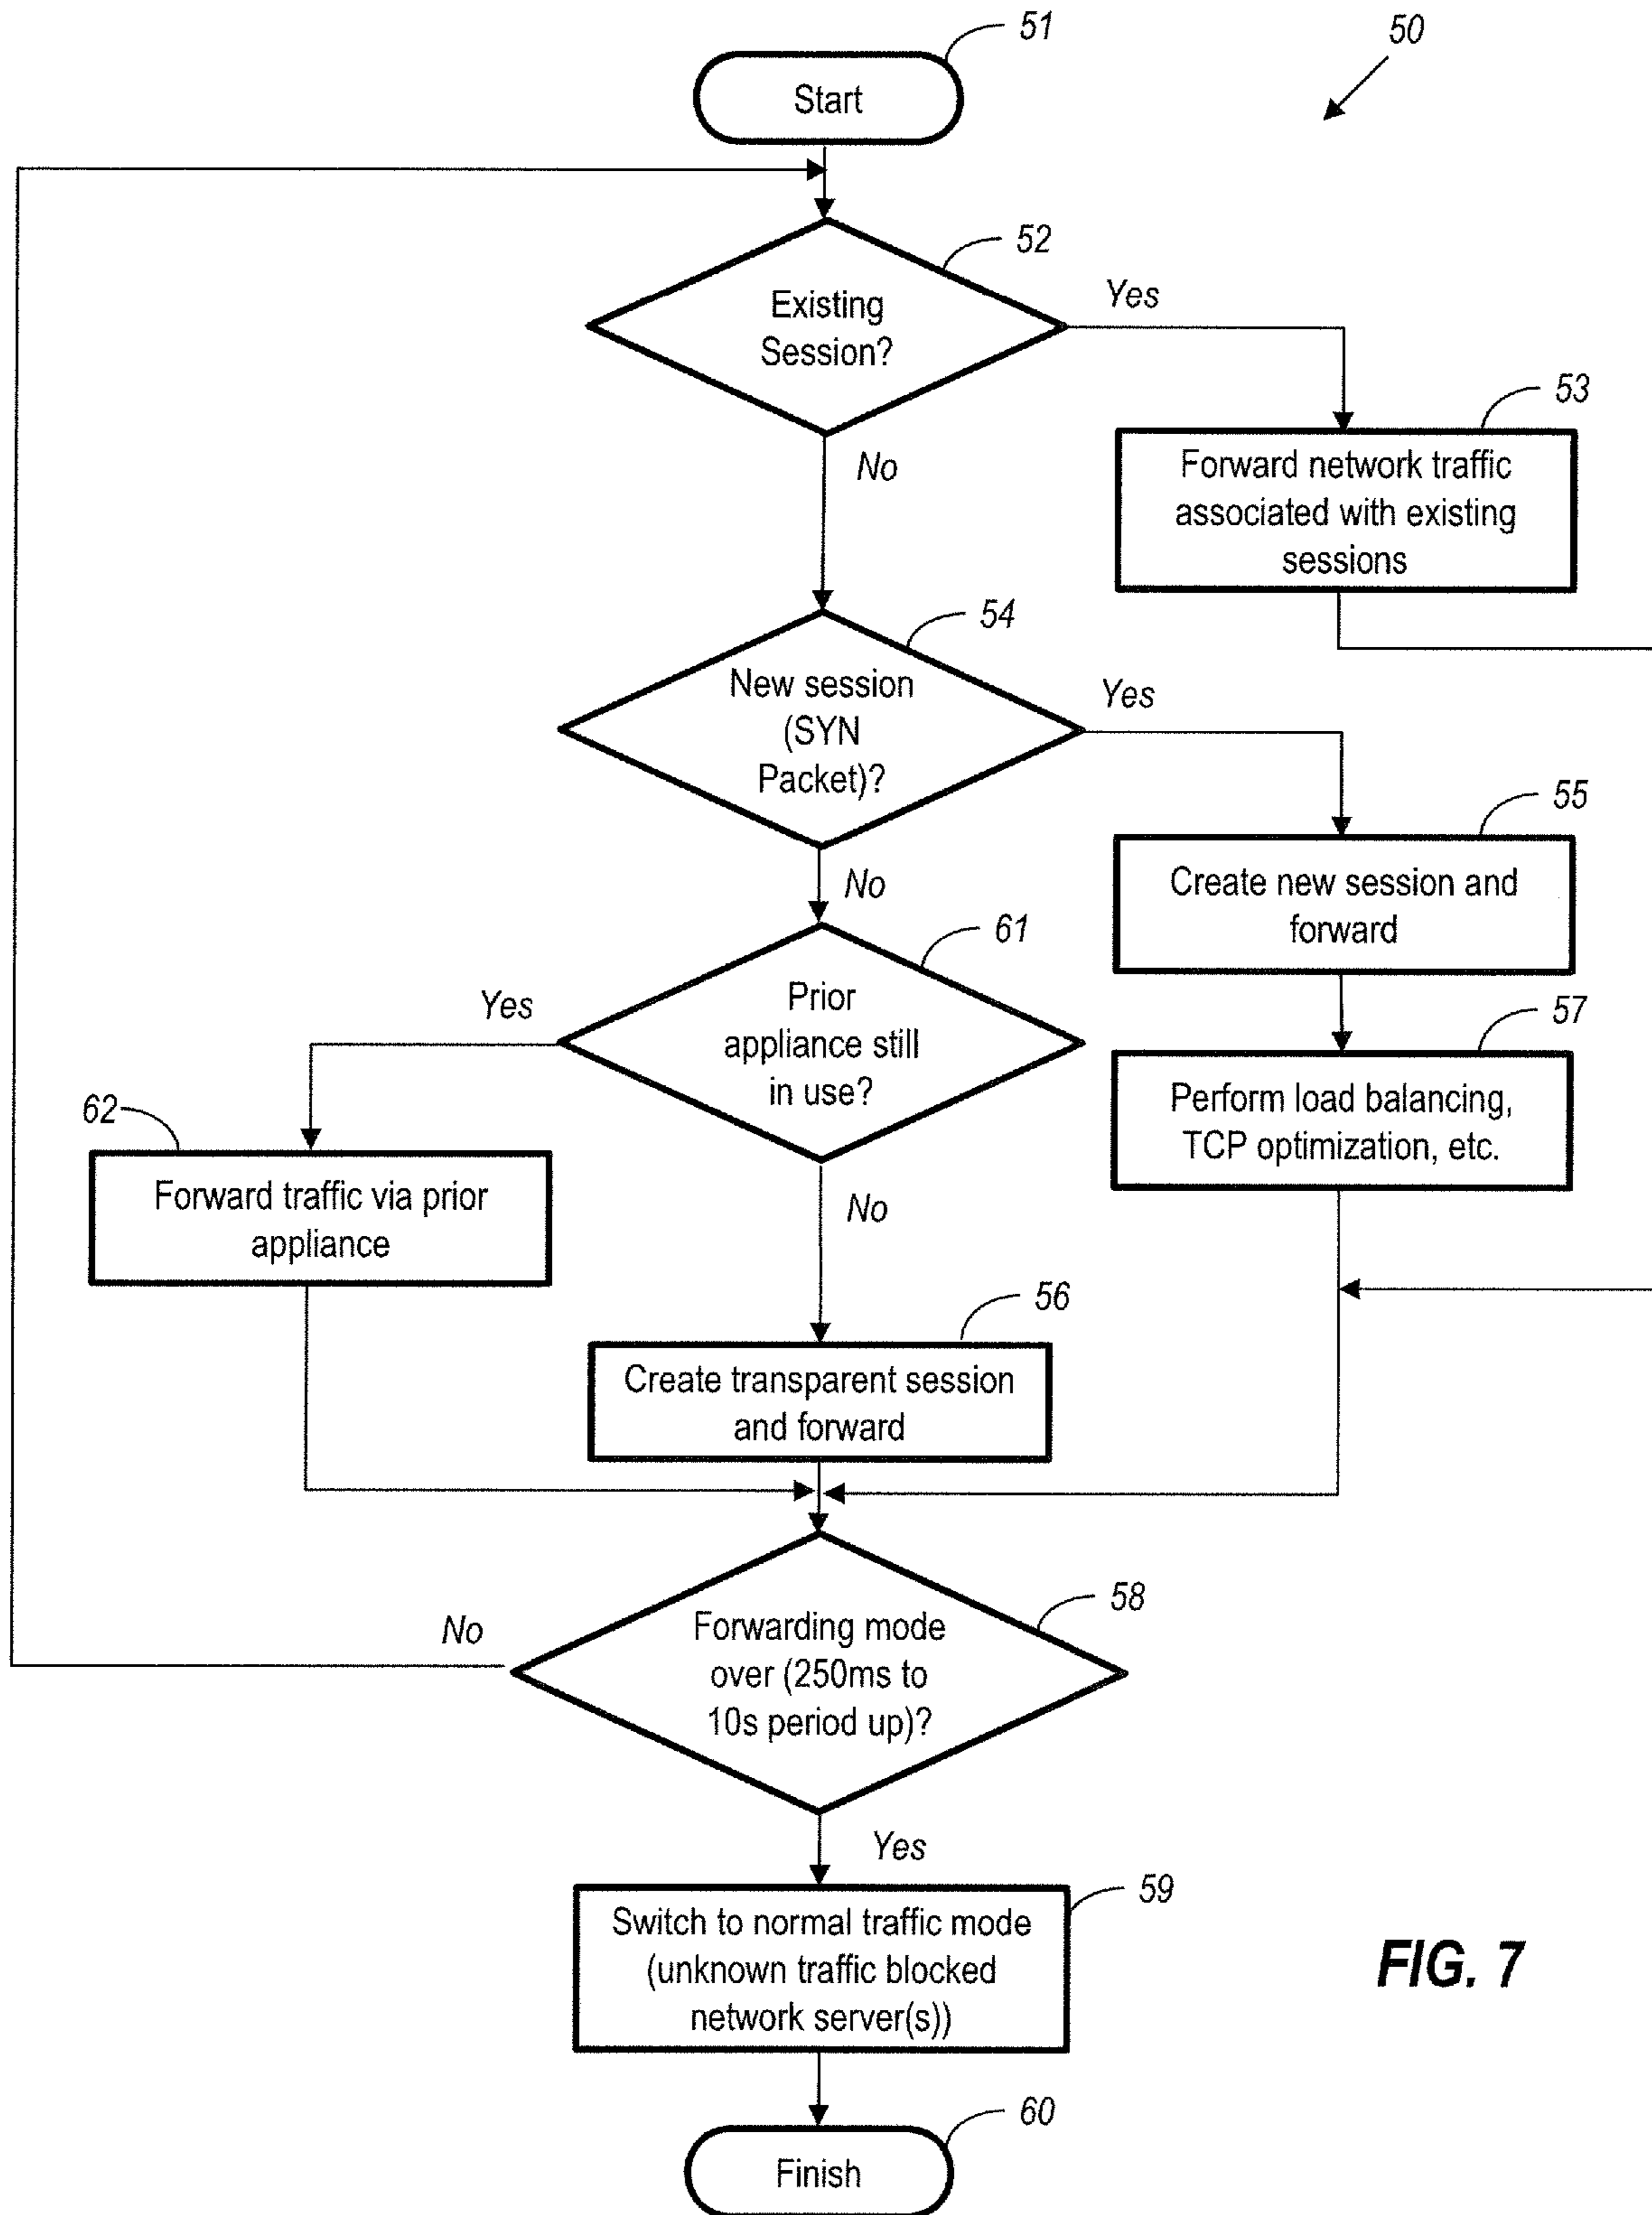 51
50
Start
52
Existing
Session?
Yes
No
53
Forward network traffic
associated with existing
sessions
54
New session
(SYN
Packet)?
Yes
No
55
Create new session and
forward
61
Prior
appliance still
in use?
Yes
No
57
Perform load balancing,
TCP optimization, etc.
62
Forward traffic via prior
appliance
56
Create transparent session
and forward
58
Forwarding mode
over (250ms to
10s period up)?
No
Yes
59
Switch to normal traffic mode
(unknown traffic blocked
network server(s))
FIG. 7
60
Finish